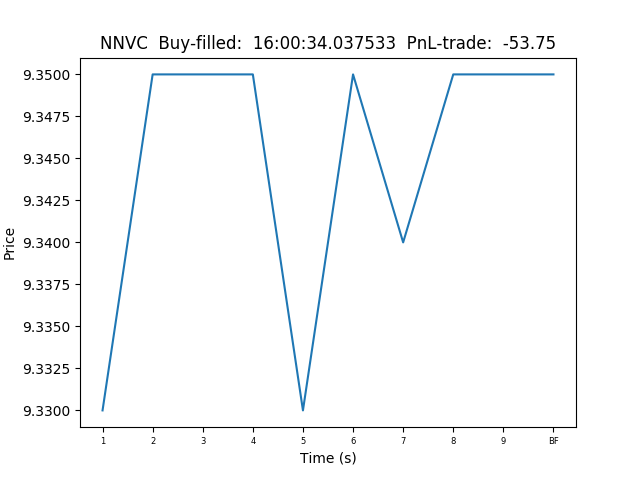 NNVC  Buy-filled:  16:00:34.037533  PnL-trade:  -53.75
9.3500
9.3475
9.3450
9.3425
9.3400
9.3375
9.3350
9.3325
9.3300
Price
1 2 3 4 5 6 7 8 9 BF
Time (s)